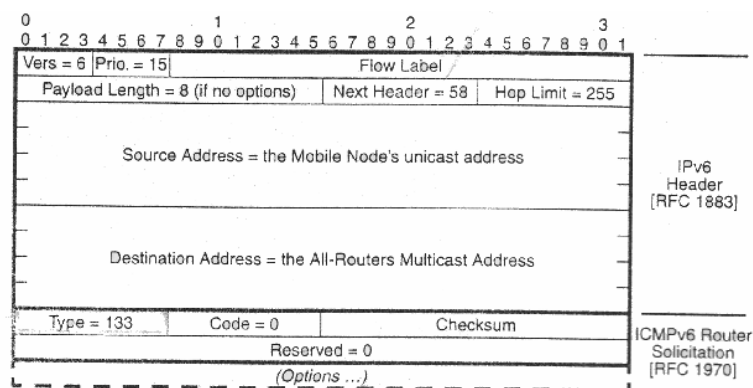 0 1 2 3
0 1 2 3 4 5 6 7 8 9 0 1 2 3 4 5 6 7 8 9 0 1 2 3 4 5 6 7 8 9 0 1
Vers = 6 Prio. = 15 Flow Label
Payload Length = 8 (if no options) Next Header = 58 Hop Limit = 255
Source Address = the Mobile Node's unicast address
IPv6
Header
[RFC 1883]
Destination Address = the All-Routers Multicast Address
Type = 133 Code = 0 Checksum
Reserved = 0
(Options ...)
ICMPv6 Router
Solicitation
[RFC 1970]